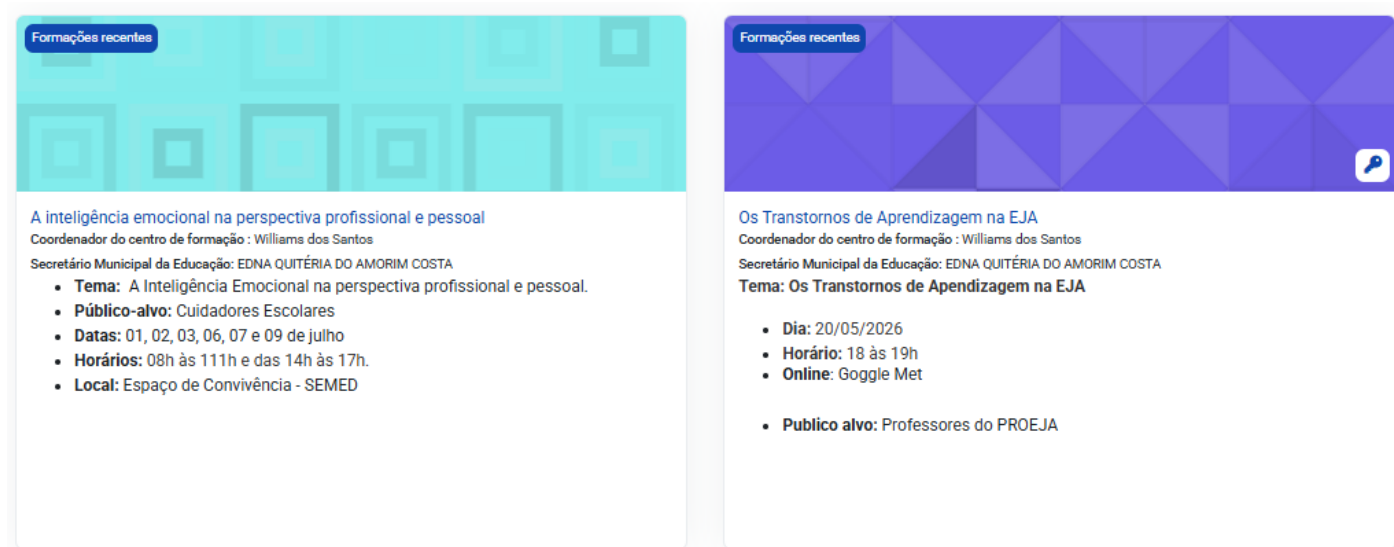 Formações recentes
A inteligência emocional na perspectiva profissional e pessoal
Coordenador do centro de formação : Williams dos Santos
Secretário Municipal da Educação: EDNA QUITÉRIA DO AMORIM COSTA
• Tema: A Inteligência Emocional na perspectiva profissional e pessoal.
• Público-alvo: Cuidadores Escolares
• Datas: 01, 02, 03, 06, 07 e 09 de julho
• Horários: 08h às 111h e das 14h às 17h.
• Local: Espaço de Convivência - SEMED
Formações recentes
Os Transtornos de Aprendizagem na EJA
Coordenador do centro de formação : Williams dos Santos
Secretário Municipal da Educação: EDNA QUITÉRIA DO AMORIM COSTA
Tema: Os Transtornos de Apendizagem na EJA
• Dia: 20/05/2026
• Horário: 18 às 19h
• Online: Goggle Met
• Publico alvo: Professores do PROEJA